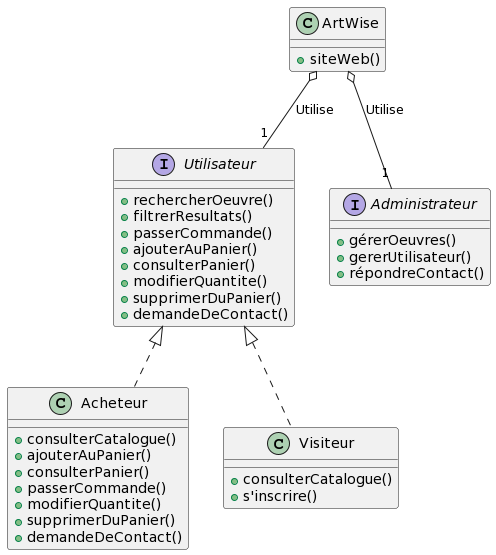 C ArtWise
siteWeb()
Utilise
Utilise
1
1
I Utilisateur
rechercherOeuvre()
filtrerResultats()
passerCommande()
ajouterAuPanier()
consulterPanier()
modifierQuantite()
supprimerDuPanier()
demandeDeContact()
I Administrateur
gérerOeuvres()
gererUtilisateur()
répondreContact()
C Acheteur
consulterCatalogue()
ajouterAuPanier()
consulterPanier()
passerCommande()
modifierQuantite()
supprimerDuPanier()
demandeDeContact()
C Visiteur
consulterCatalogue()
s'inscrire()